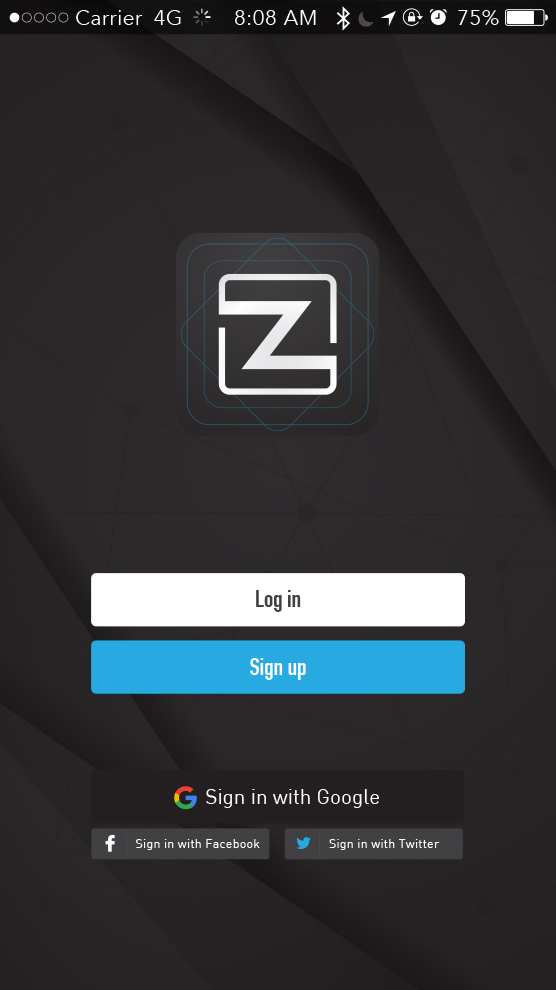 Carrier 4G 8:08 AM 75%
Z
Log in
Sign up
Sign in with Google
Sign in with Facebook Sign in with Twitter